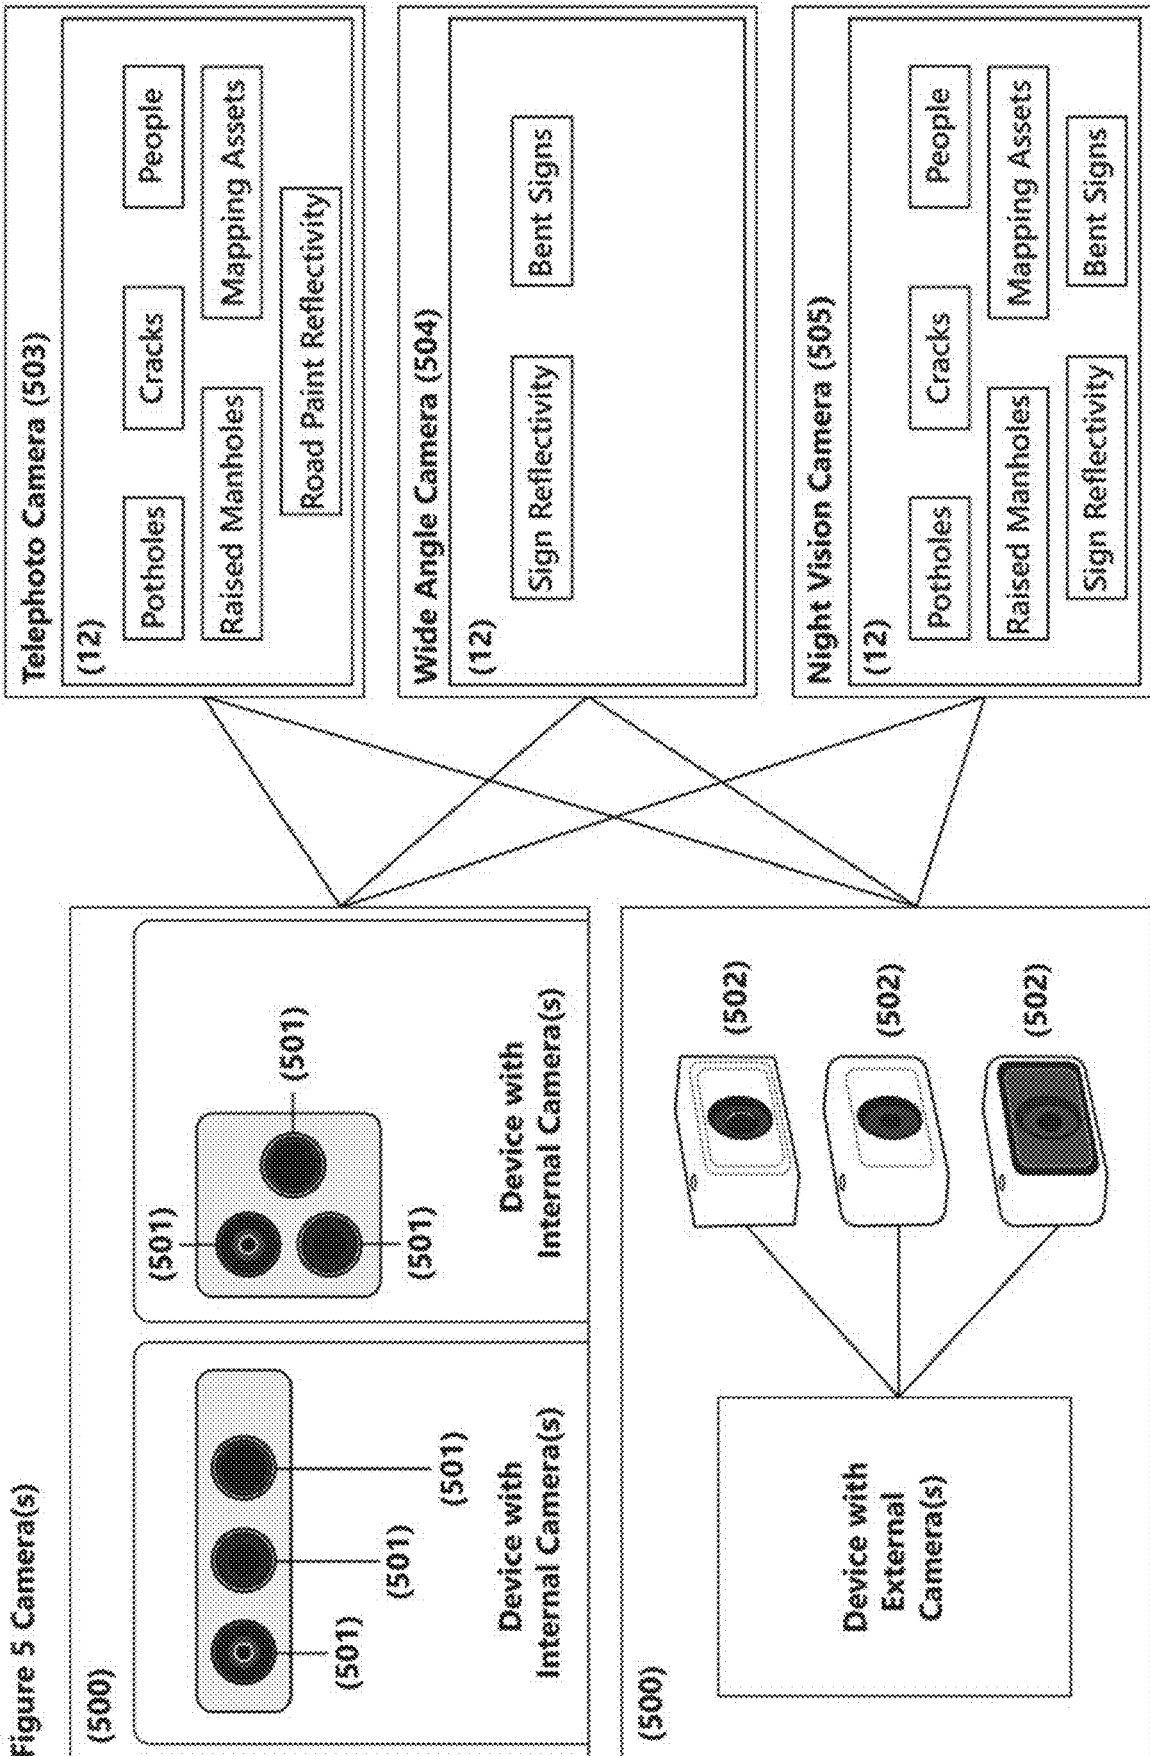 Figure 5 Camera(s)
(500)
(501)
(501)
(501)
Device with
Internal Camera(s)
(501)
(501)
(501)
Device with
Internal Camera(s)
(500)
Device with
External
Camera(s)
(502)
(502)
(502)
Telephoto Camera (503)
(12)
Potholes
Cracks
People
Raised Manholes
Mapping Assets
Road Paint Reflectivity
Wide Angle Camera (504)
(12)
Sign Reflectivity
Bent Signs
Night Vision Camera (505)
(12)
Potholes
Cracks
People
Raised Manholes
Mapping Assets
Sign Reflectivity
Bent Signs